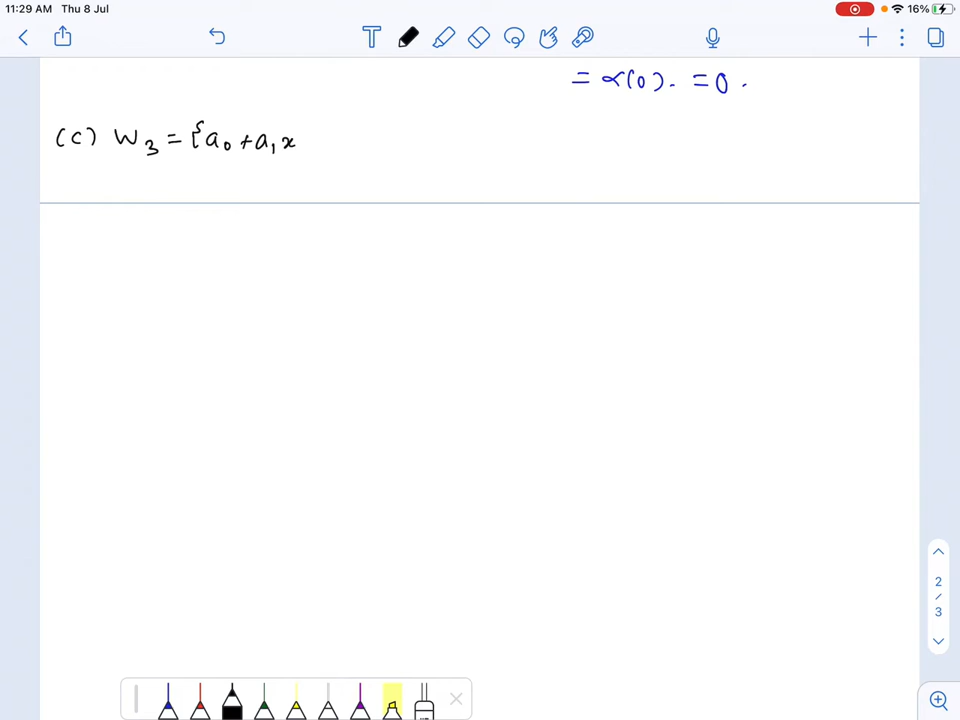 11:29 AM Thu 8 Jul
16%
T
= α(0). = 0.
(c) W₃ = {a₀ + a₁x
2
/
3